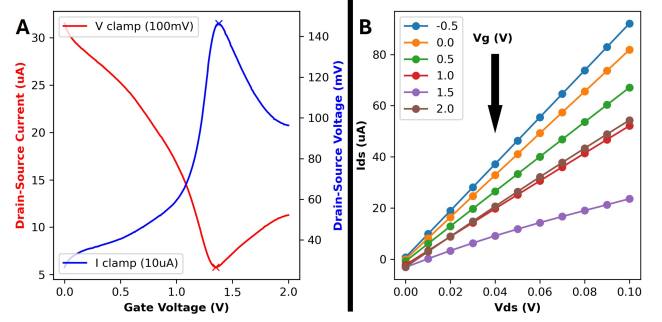 A
V clamp (100mV)
I clamp (10uA)
Drain-Source Current (uA)
30
25
20
15
10
5
Drain-Source Voltage (mV)
140
120
100
80
60
40
0.0 0.5 1.0 1.5 2.0
Gate Voltage (V)
B
-0.5
0.0
0.5
1.0
1.5
2.0
Vg (V)
Ids (uA)
80
60
40
20
0
0.00 0.02 0.04 0.06 0.08 0.10
Vds (V)